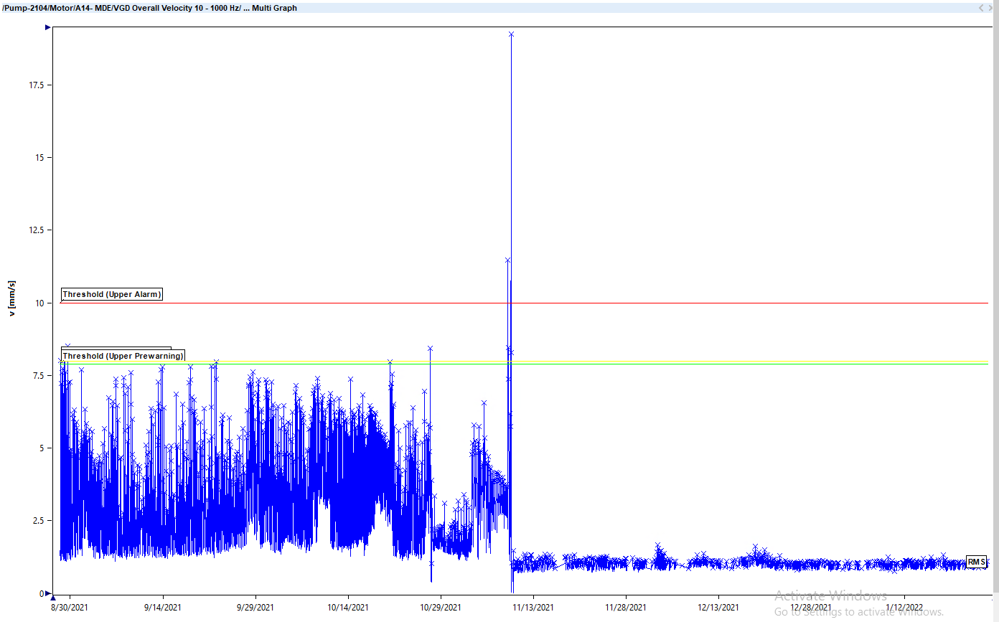 /Pump-2104/Motor/A14- MDE/VGD Overall Velocity 10 - 1000 Hz/ ... Multi Graph
17.5
15
12.5
v [mm/s]
10
Threshold (Upper Alarm)
Threshold (Upper Prewarning)
7.5
5
2.5
0
RMS
8/30/2021
9/14/2021
9/29/2021
10/14/2021
10/29/2021
11/13/2021
11/28/2021
12/13/2021
12/28/2021
1/12/2022
Activate Windows
Go to Settings to activate Windows.